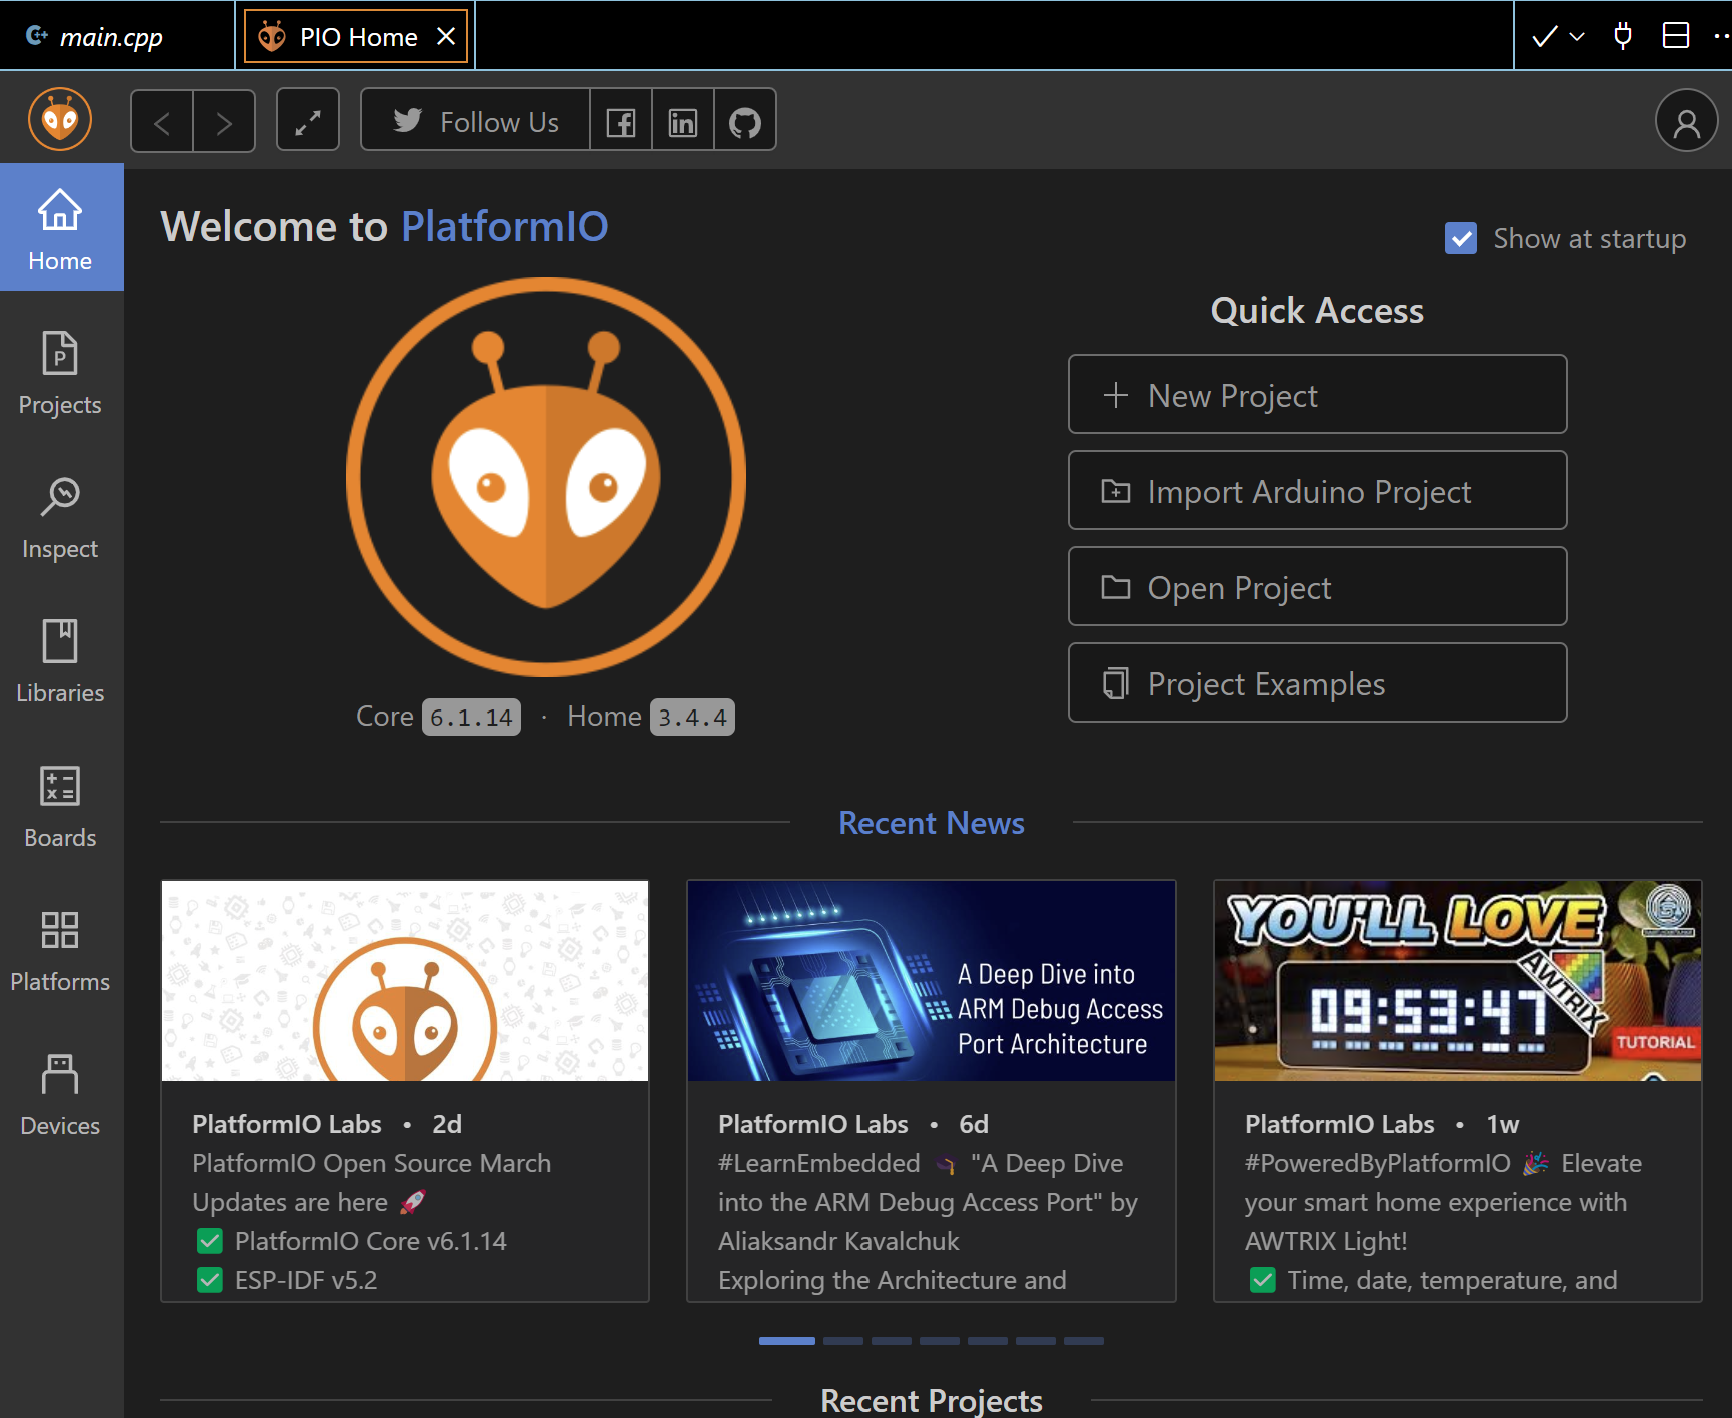 main.cpp
PIO Home
Follow Us
Welcome to PlatformIO
Show at startup
Home
Projects
Inspect
Libraries
Boards
Platforms
Devices
Core 6.1.14 · Home 3.4.4
Quick Access
New Project
Import Arduino Project
Open Project
Project Examples
Recent News
PlatformIO Labs • 2d
PlatformIO Open Source March
Updates are here 🚀
✅ PlatformIO Core v6.1.14
✅ ESP-IDF v5.2
A Deep Dive into
ARM Debug Access
Port Architecture
PlatformIO Labs • 6d
#LearnEmbedded 🎓 "A Deep Dive
into the ARM Debug Access Port" by
Aliaksandr Kavalchuk
Exploring the Architecture and
YOU'LL LOVE
AWTRIX
09:53:47
TUTORIAL
PlatformIO Labs • 1w
#PoweredByPlatformIO 🎉 Elevate
your smart home experience with
AWTRIX Light!
✅ Time, date, temperature, and
Recent Projects